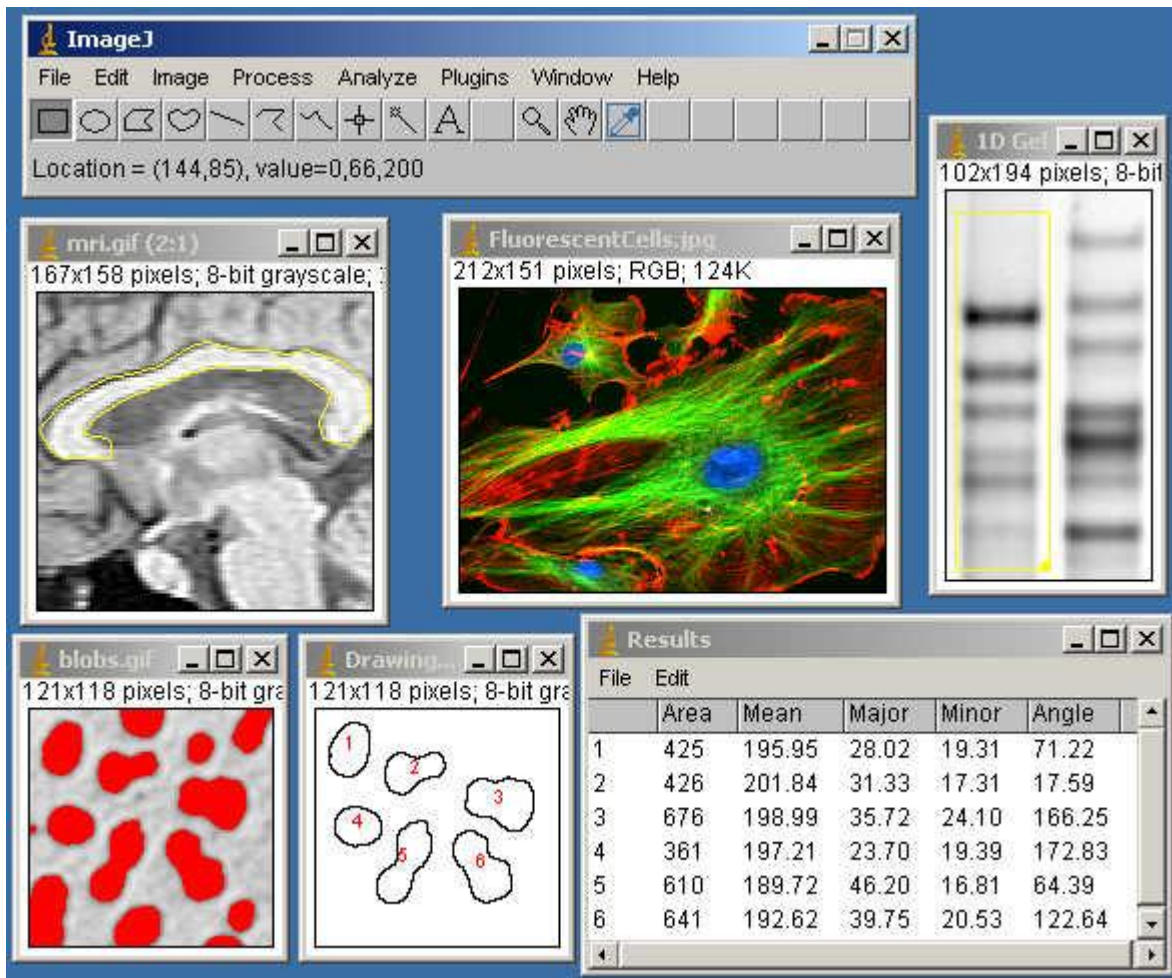 ImageJ
File Edit Image Process Analyze Plugins Window Help
A
Location = (144,85), value=0,66,200
1D Gel
102x194 pixels; 8-bit
mri.gif (2:1)
167x158 pixels; 8-bit grayscale;
FluorescentCells.jpg
212x151 pixels; RGB; 124K
blobs.gif
121x118 pixels; 8-bit gra
Drawing...
121x118 pixels; 8-bit gra
1
2
3
4
5
6
Results
File Edit
Area Mean Major Minor Angle
1 425 195.95 28.02 19.31 71.22
2 426 201.84 31.33 17.31 17.59
3 676 198.99 35.72 24.10 166.25
4 361 197.21 23.70 19.39 172.83
5 610 189.72 46.20 16.81 64.39
6 641 192.62 39.75 20.53 122.64